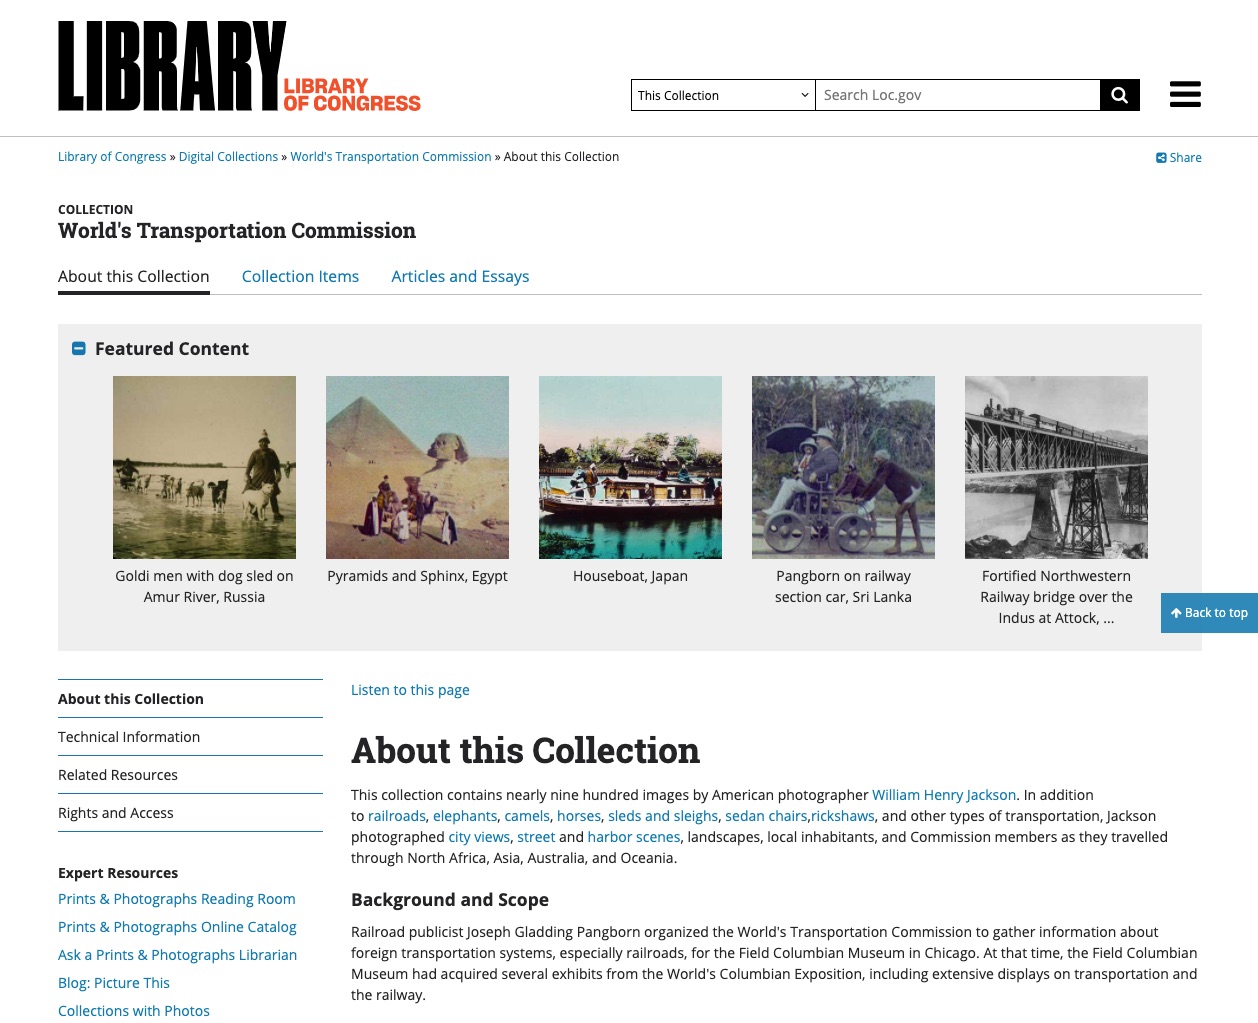 LIBRARY
LIBRARY
OF CONGRESS
This Collection
Search Loc.gov
Library of Congress » Digital Collections » World's Transportation Commission » About this Collection
Share
COLLECTION
World's Transportation Commission
About this Collection
Collection Items
Articles and Essays
Featured Content
Goldi men with dog sled on
Amur River, Russia
Pyramids and Sphinx, Egypt
Houseboat, Japan
Pangborn on railway
section car, Sri Lanka
Fortified Northwestern
Railway bridge over the
Indus at Attock, ...
Back to top
About this Collection
Technical Information
Related Resources
Rights and Access
Expert Resources
Prints & Photographs Reading Room
Prints & Photographs Online Catalog
Ask a Prints & Photographs Librarian
Blog: Picture This
Collections with Photos
Listen to this page
About this Collection
This collection contains nearly nine hundred images by American photographer William Henry Jackson. In addition
to railroads, elephants, camels, horses, sleds and sleighs, sedan chairs,rickshaws, and other types of transportation, Jackson
photographed city views, street and harbor scenes, landscapes, local inhabitants, and Commission members as they travelled
through North Africa, Asia, Australia, and Oceania.
Background and Scope
Railroad publicist Joseph Gladding Pangborn organized the World's Transportation Commission to gather information about
foreign transportation systems, especially railroads, for the Field Columbian Museum in Chicago. At that time, the Field Columbian
Museum had acquired several exhibits from the World's Columbian Exposition, including extensive displays on transportation and
the railway.